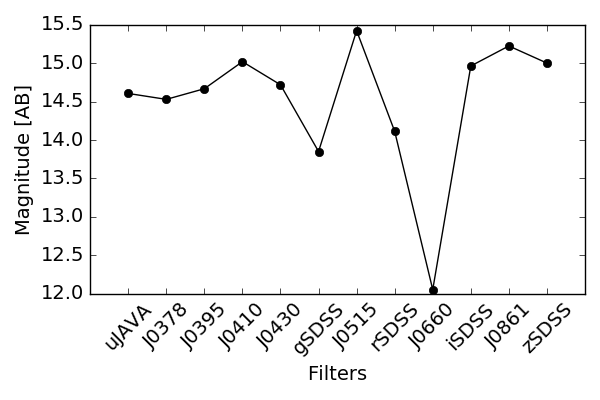 15.5
15.0
14.5
14.0
13.5
13.0
12.5
12.0
Magnitude [AB]
uJAVA
J0378
J0395
J0410
J0430
gSDSS
J0515
rSDSS
J0660
iSDSS
J0861
zSDSS
Filters